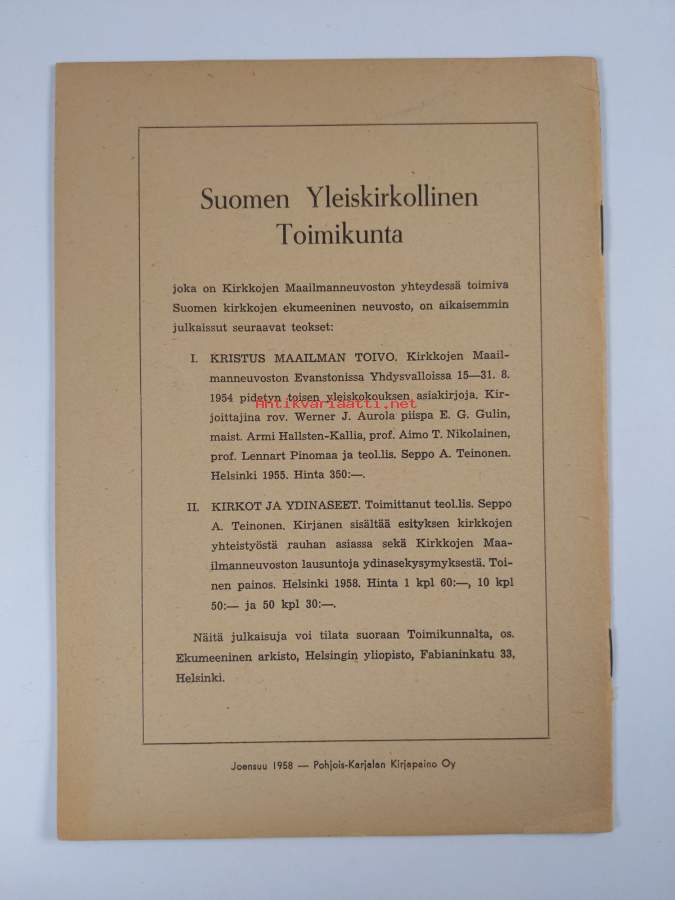 Suomen Yleiskirkollinen
Toimikunta
joka on Kirkkojen Maailmanneuvoston yhteydessä toimiva
Suomen kirkkojen ekumeeninen neuvosto, on aikaisemmin
julkaissut seuraavat teokset:
I. KRISTUS MAAILMAN TOIVO. Kirkkojen Maail-
manneuvoston Evanstonissa Yhdysvalloissa 15—31. 8.
1954 pidetyn toisen yleiskokouksen asiakirjoja. Kir-
Antikvariaatti.net
joittajina rov. Werner J. Aurola piispa E. G. Gulin,
maist. Armi Hallsten-Kallia, prof. Aimo T. Nikolainen,
prof. Lennart Pinomaa ja teol.lis. Seppo A. Teinonen.
Helsinki 1955. Hinta 350:—.
II. KIRKOT JA YDINASEET. Toimittanut teol.lis. Seppo
A. Teinonen. Kirjanen sisältää esityksen kirkkojen
yhteistyöstä rauhan asiassa sekä Kirkkojen Maa-
ilmanneuvoston lausuntoja ydinasekysymyksestä. Toi-
nen painos. Helsinki 1958. Hinta 1 kpl 60:—, 10 kpl
50:— ja 50 kpl 30:—.
Näitä julkaisuja voi tilata suoraan Toimikunnalta, os.
Ekumeeninen arkisto, Helsingin yliopisto, Fabianinkatu 33,
Helsinki.
Joensuu 1958 — Pohjois-Karjalan Kirjapaino Oy